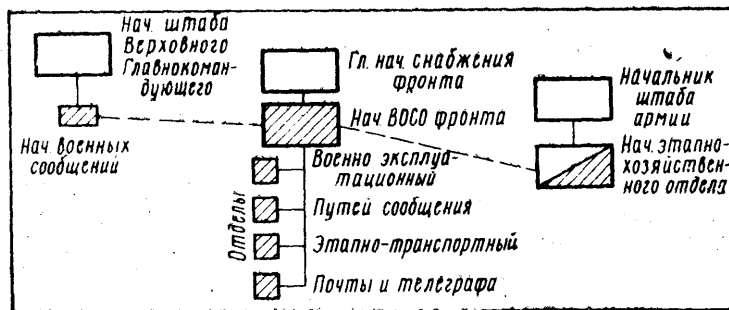 Нач. штаба
Верховного
Главнокоман-
дующего
Нач. военных
сообщений
Гл. нач. снабжения
фронта
Нач. ВОСО фронта
Отделы
Военно эксплуа-
тационный
Путей сообщения
Этапно-транспортный
Почты и телеграфа
Начальник
штаба
армии
Нач. этапно-
хозяйствен-
ного отдела